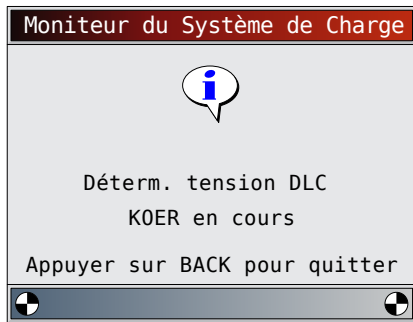 Moniteur du Système de Charge
i
Déterm. tension DLC
KOER en cours
Appuyer sur BACK pour quitter